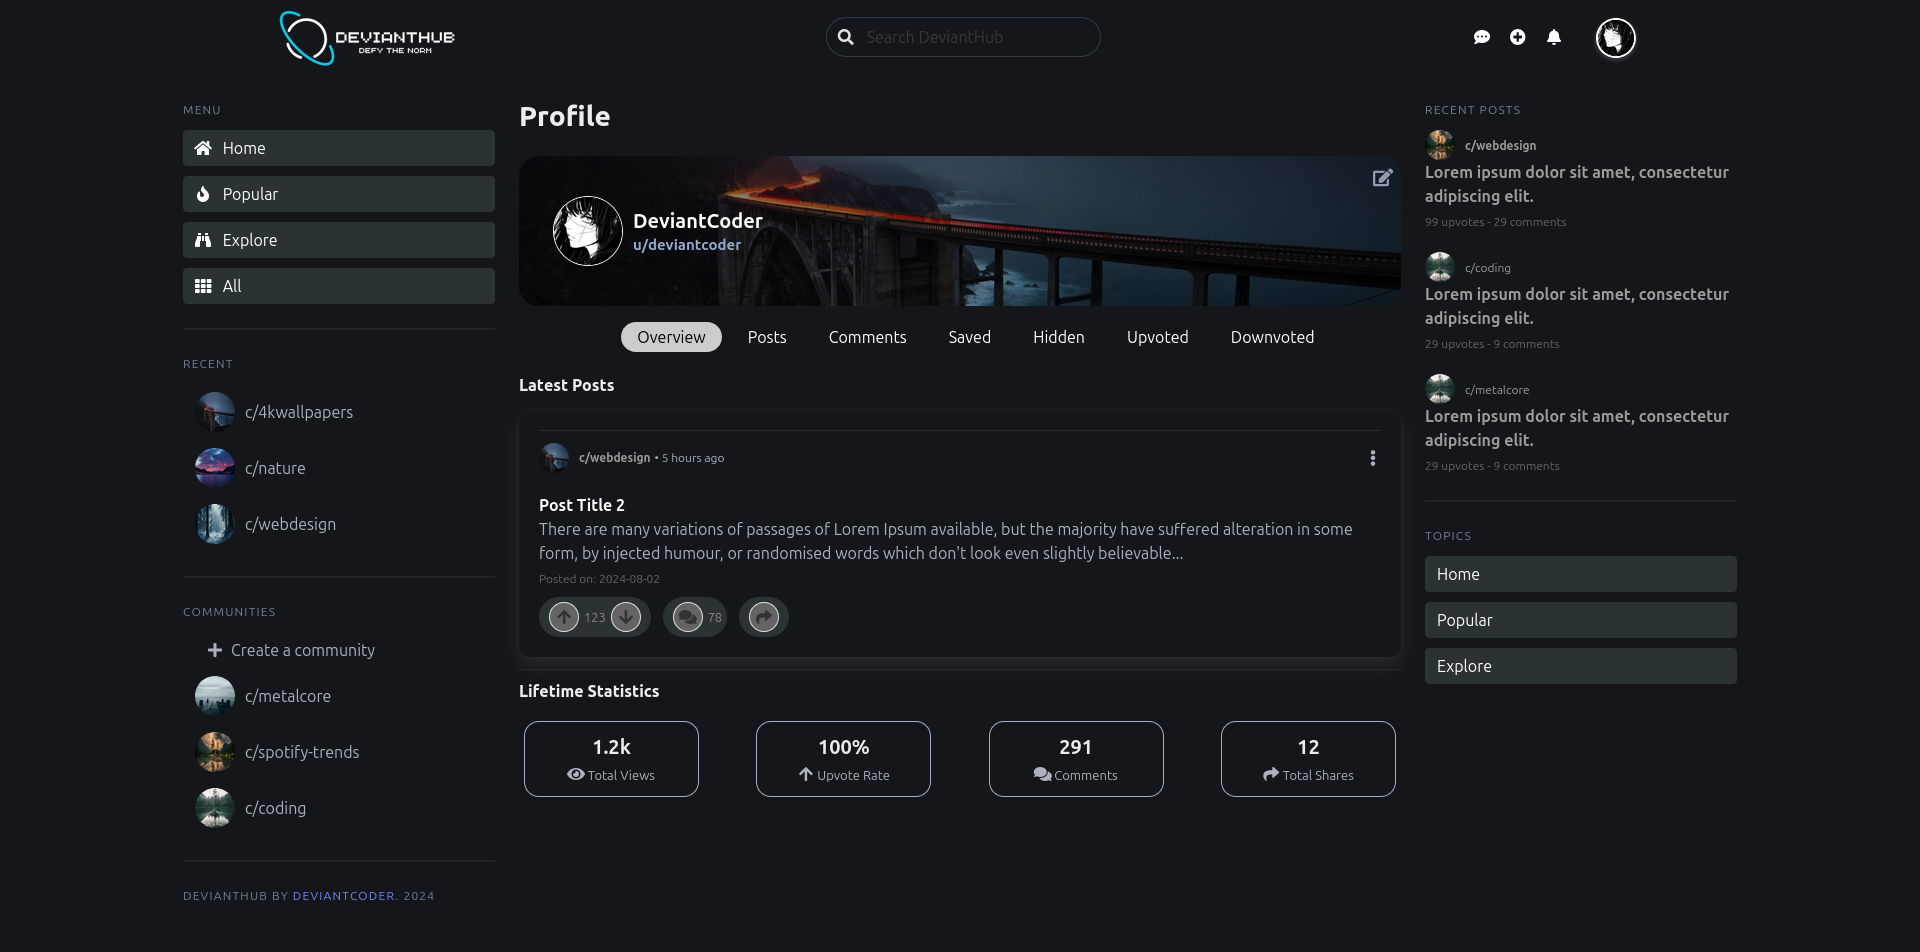 DEVIANTHUB
DEFY THE NORM
Search DeviantHub
MENU
Home
Popular
Explore
All
RECENT
c/4kwallpapers
c/nature
c/webdesign
COMMUNITIES
Create a community
c/metalcore
c/spotify-trends
c/coding
DEVIANTHUB BY DEVIANTCODER. 2024
Profile
DeviantCoder
u/deviantcoder
Overview Posts Comments Saved Hidden Upvoted Downvoted
Latest Posts
c/webdesign • 5 hours ago
Post Title 2
There are many variations of passages of Lorem Ipsum available, but the majority have suffered alteration in some
form, by injected humour, or randomised words which don't look even slightly believable...
Posted on: 2024-08-02
123 78
Lifetime Statistics
1.2k
Total Views
100%
Upvote Rate
291
Comments
12
Total Shares
RECENT POSTS
c/webdesign
Lorem ipsum dolor sit amet, consectetur
adipiscing elit.
99 upvotes - 29 comments
c/coding
Lorem ipsum dolor sit amet, consectetur
adipiscing elit.
29 upvotes - 9 comments
c/metalcore
Lorem ipsum dolor sit amet, consectetur
adipiscing elit.
29 upvotes - 9 comments
TOPICS
Home
Popular
Explore